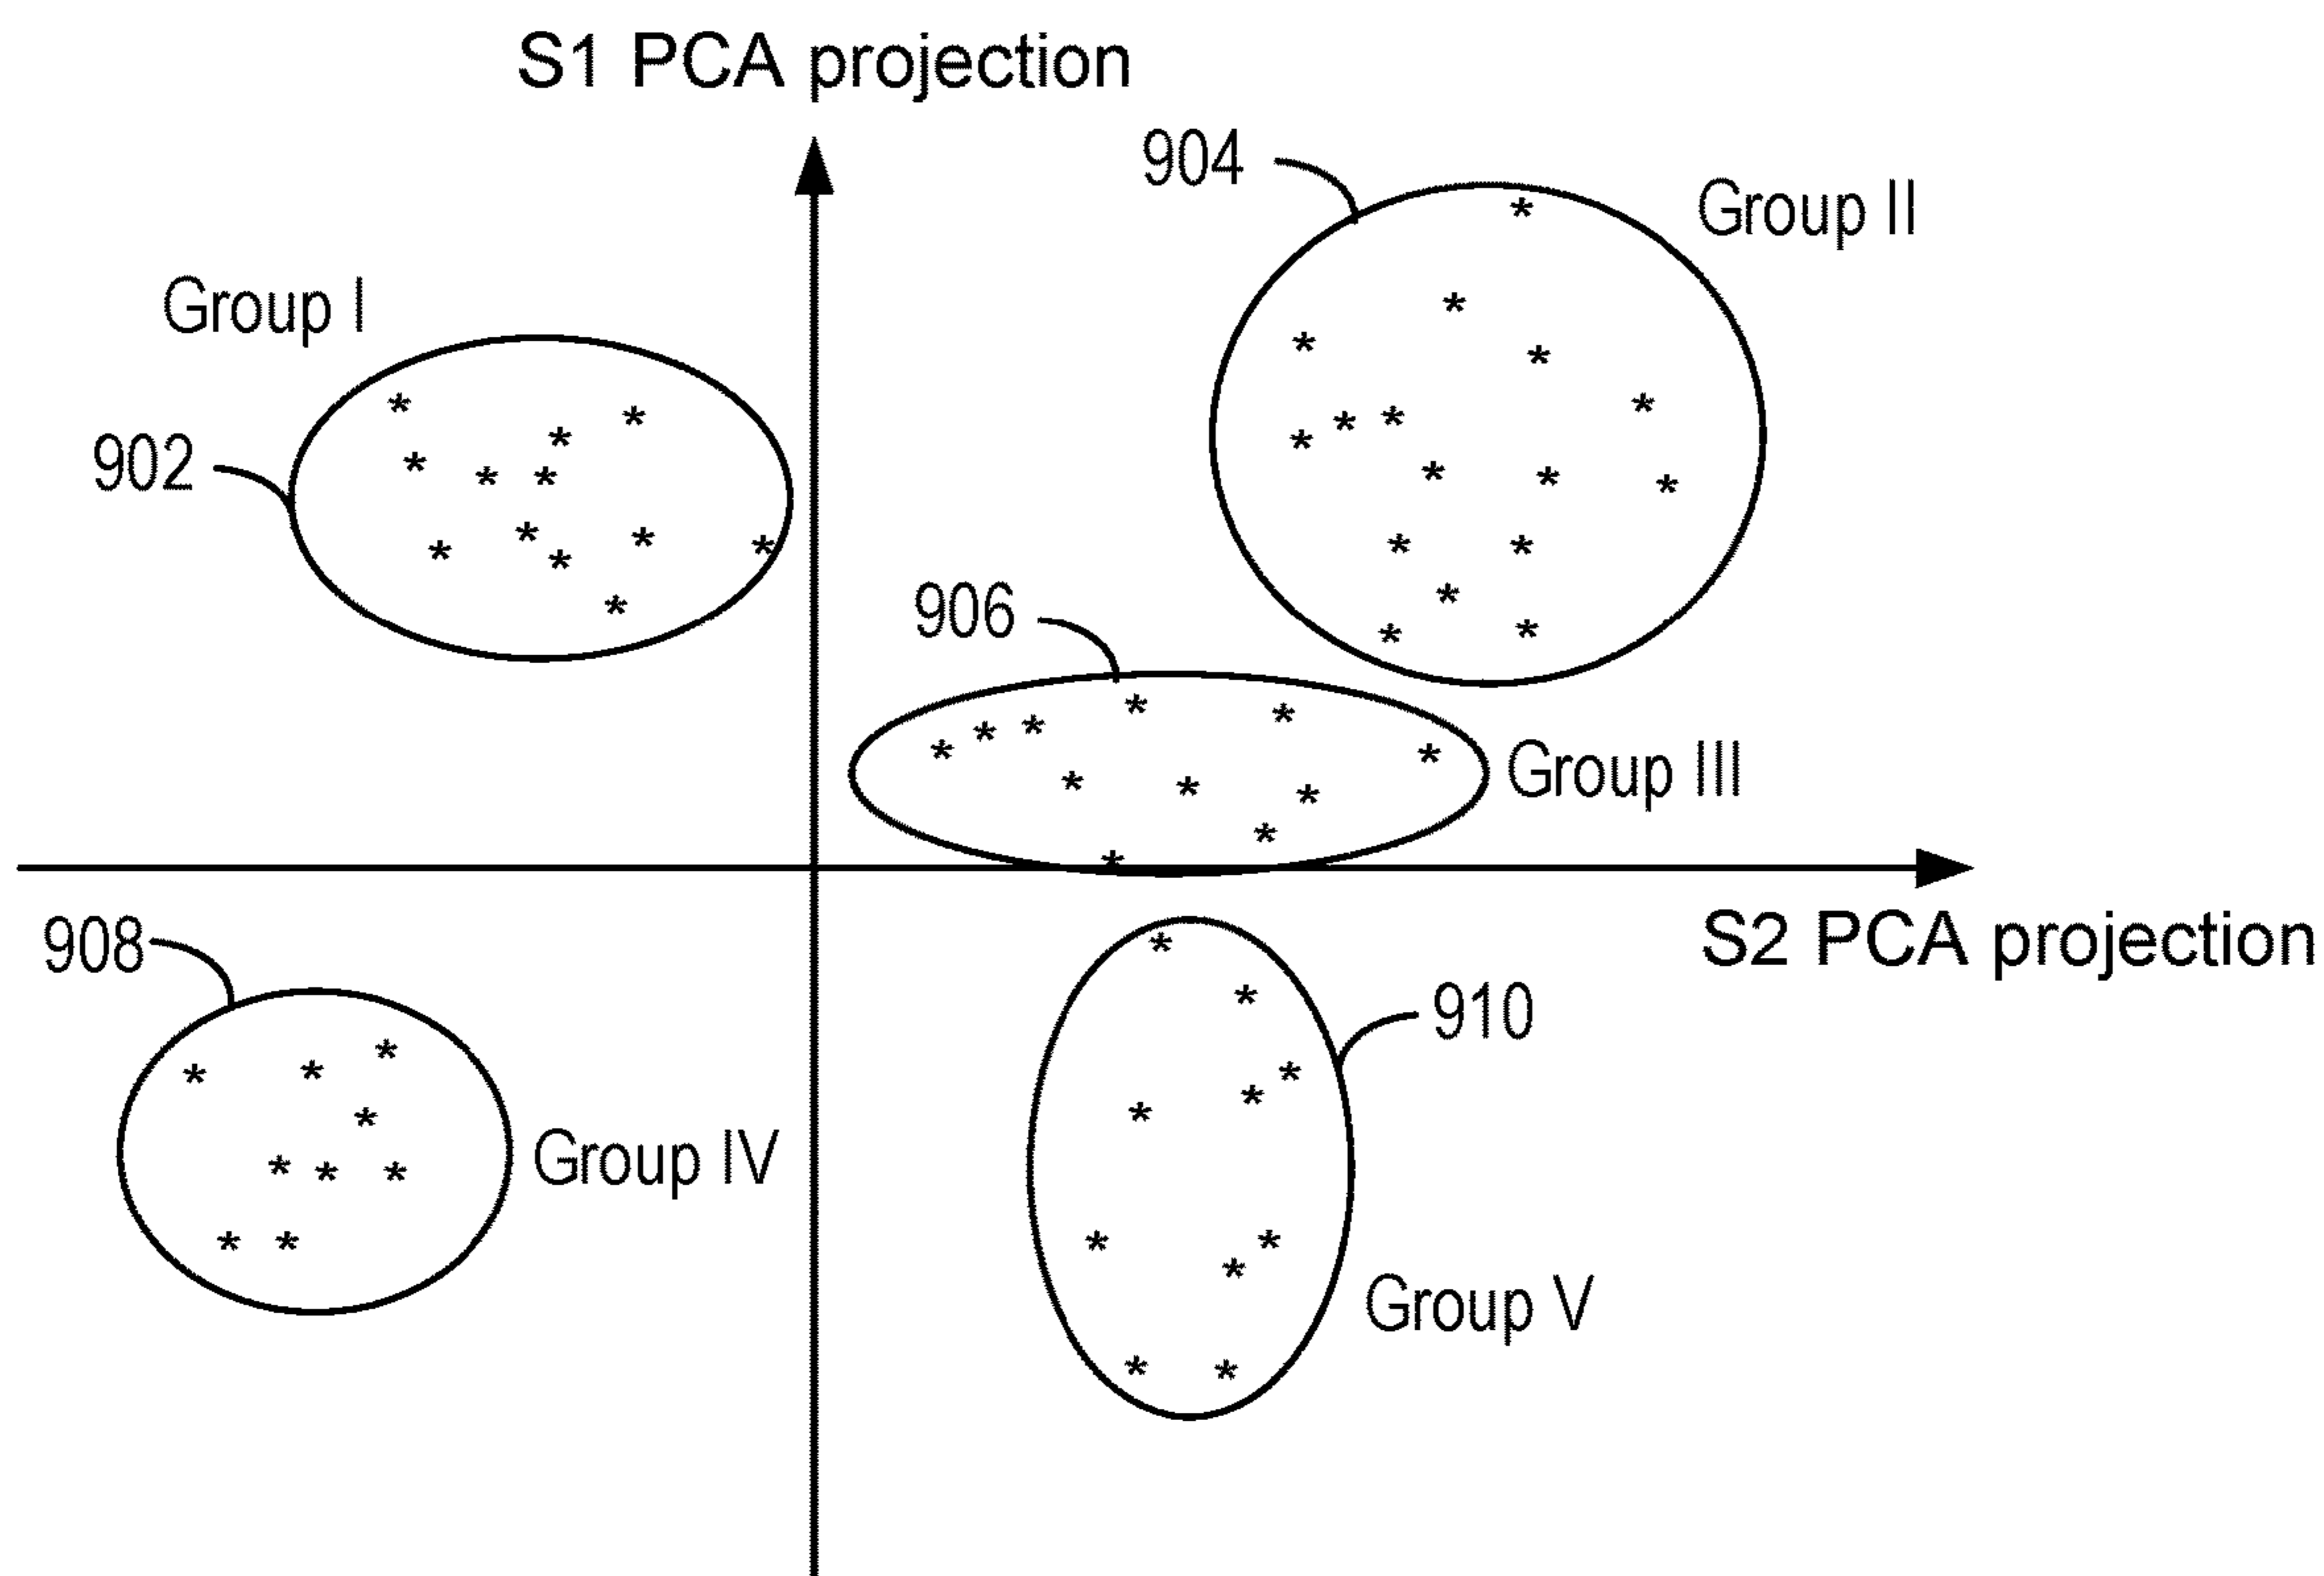 S1 PCA projection
904
Group II
Group I
902
906
Group III
908
S2 PCA projection
910
Group IV
Group V